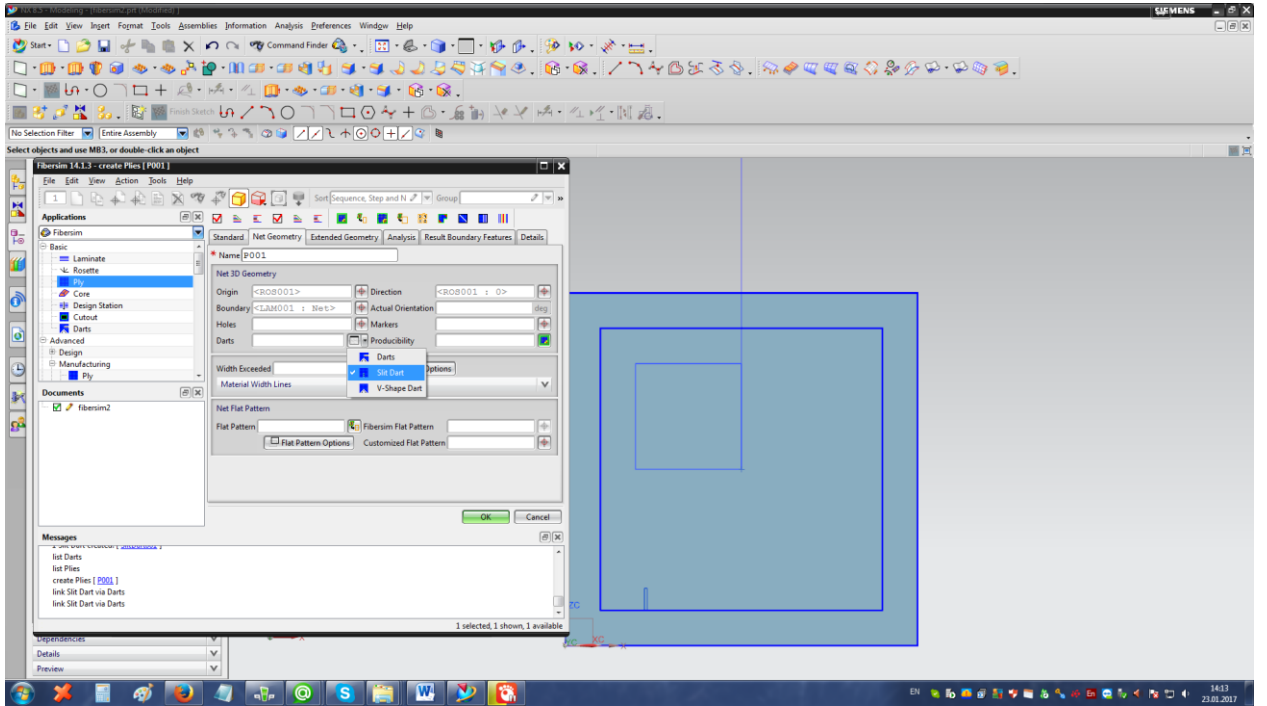 NX 8.5 - Modeling - [fibersim2.prt (Modified) ]
SIEMENS
File Edit View Insert Format Tools Assemblies Information Analysis Preferences Window Help
Start Command Finder
Finish Sketch
No Selection Filter Entire Assembly
Select objects and use MB3, or double-click an object
Fibersim 14.1.3 - create Plies [ P001 ]
File Edit View Action Tools Help
1 Sort Sequence, Step and N Group
Applications
Fibersim
Basic
Laminate
Rosette
Ply
Core
Design Station
Cutout
Darts
Advanced
Design
Manufacturing
Ply
Documents
fibersim2
Standard Net Geometry Extended Geometry Analysis Result Boundary Features Details
* Name P001
Net 3D Geometry
Origin <ROS001> Direction <ROS001 : 0>
Boundary <LAM001 : Net> Actual Orientation deg
Holes Markers
Darts Producibility
Darts
Slit Dart
V-Shape Dart
Width Exceeded Options
Material Width Lines
Net Flat Pattern
Flat Pattern Fibersim Flat Pattern
Flat Pattern Options Customized Flat Pattern
OK Cancel
Messages
list Darts
list Plies
create Plies [ P001 ]
link Slit Dart via Darts
link Slit Dart via Darts
1 selected, 1 shown, 1 available
Dependencies
Details
Preview
ZC
XC
X
EN
14:13
23.01.2017